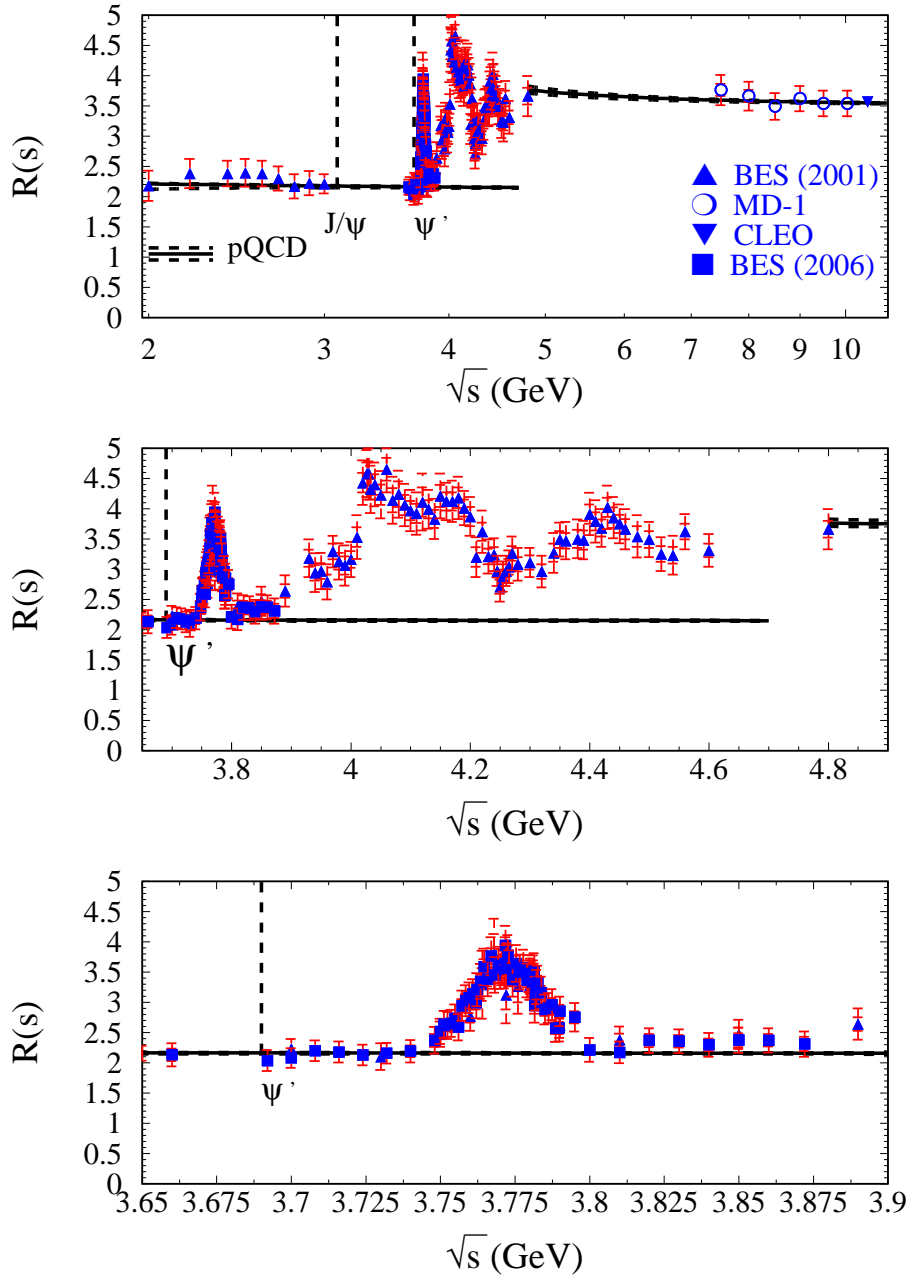 5
4.5
4
3.5
3
2.5
2
1.5
1
0.5
0
R(s)
J/ψ ψ ’
pQCD
BES (2001)
MD-1
CLEO
BES (2006)
2 3 4 5 6 7 8 9 10
√s (GeV)
5
4.5
4
3.5
3
2.5
2
1.5
1
0.5
0
R(s)
ψ ’
3.8 4 4.2 4.4 4.6 4.8
√s (GeV)
5
4.5
4
3.5
3
2.5
2
1.5
1
0.5
0
R(s)
ψ ’
3.65 3.675 3.7 3.725 3.75 3.775 3.8 3.825 3.85 3.875 3.9
√s (GeV)